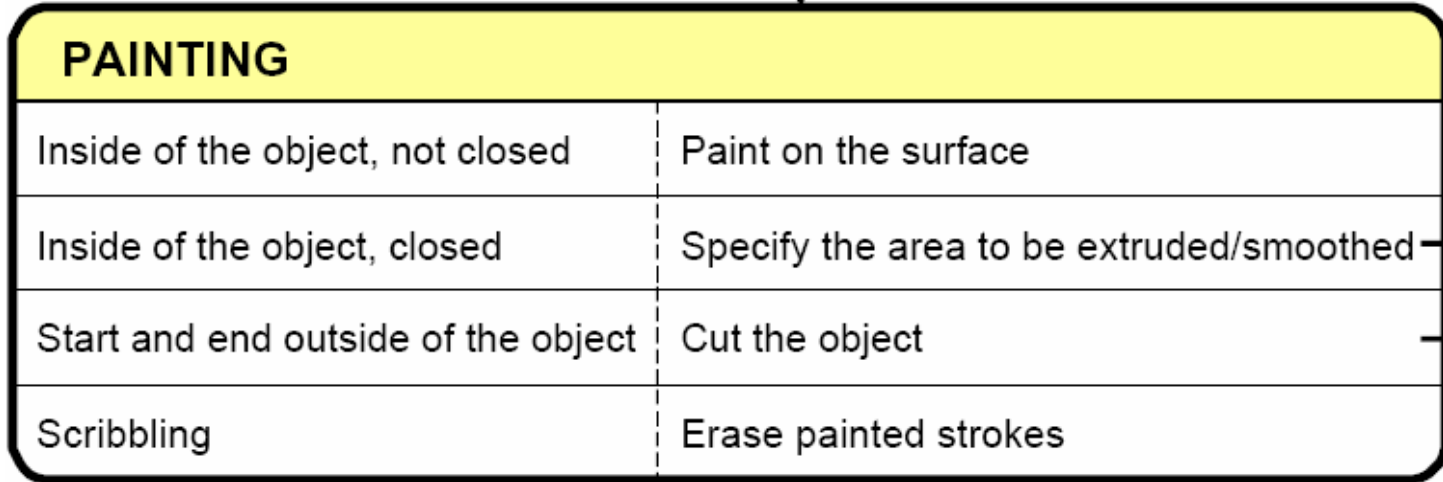 PAINTING
Inside of the object, not closed Paint on the surface
Inside of the object, closed Specify the area to be extruded/smoothed
Start and end outside of the object Cut the object
Scribbling Erase painted strokes